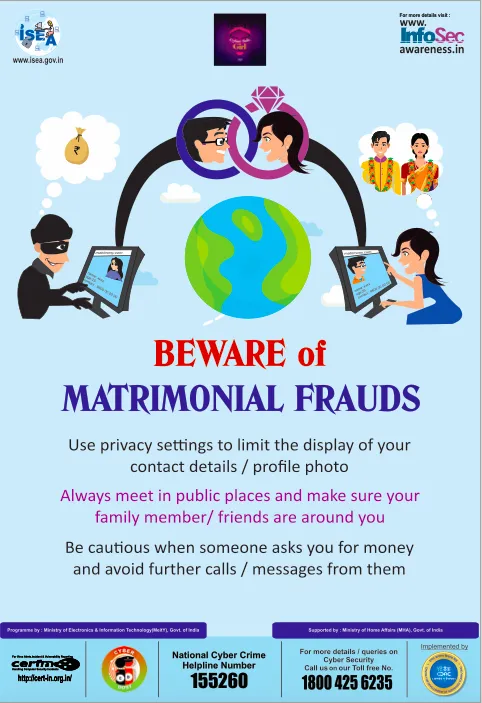 For more details visit :
www.
InfoSec
awareness.in
ISEA
www.isea.gov.in
₹
BEWARE of
MATRIMONIAL FRAUDS
Use privacy settings to limit the display of your
contact details / profile photo
Always meet in public places and make sure your
family member/ friends are around you
Be cautious when someone asks you for money
and avoid further calls / messages from them
Programme by : Ministry of Electronics & Information Technology(MeitY), Govt. of India
Supported by : Ministry of Home Affairs (MHA), Govt. of India
http://cert-in.org.in/
CYBER
DOST
National Cyber Crime
Helpline Number
155260
For more details / queries on
Cyber Security
Call us on our Toll free No.
1800 425 6235
Implemented by